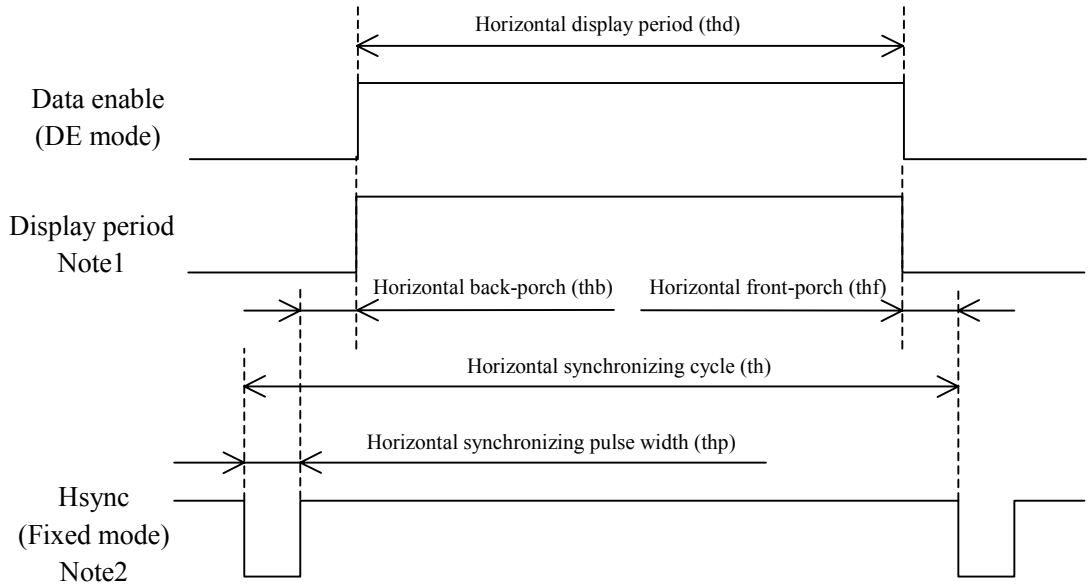 Horizontal display period (thd)
Data enable
(DE mode)
Display period
Note1
Horizontal back-porch (thb)
Horizontal front-porch (thf)
Horizontal synchronizing cycle (th)
Horizontal synchronizing pulse width (thp)
Hsync
(Fixed mode)
Note2